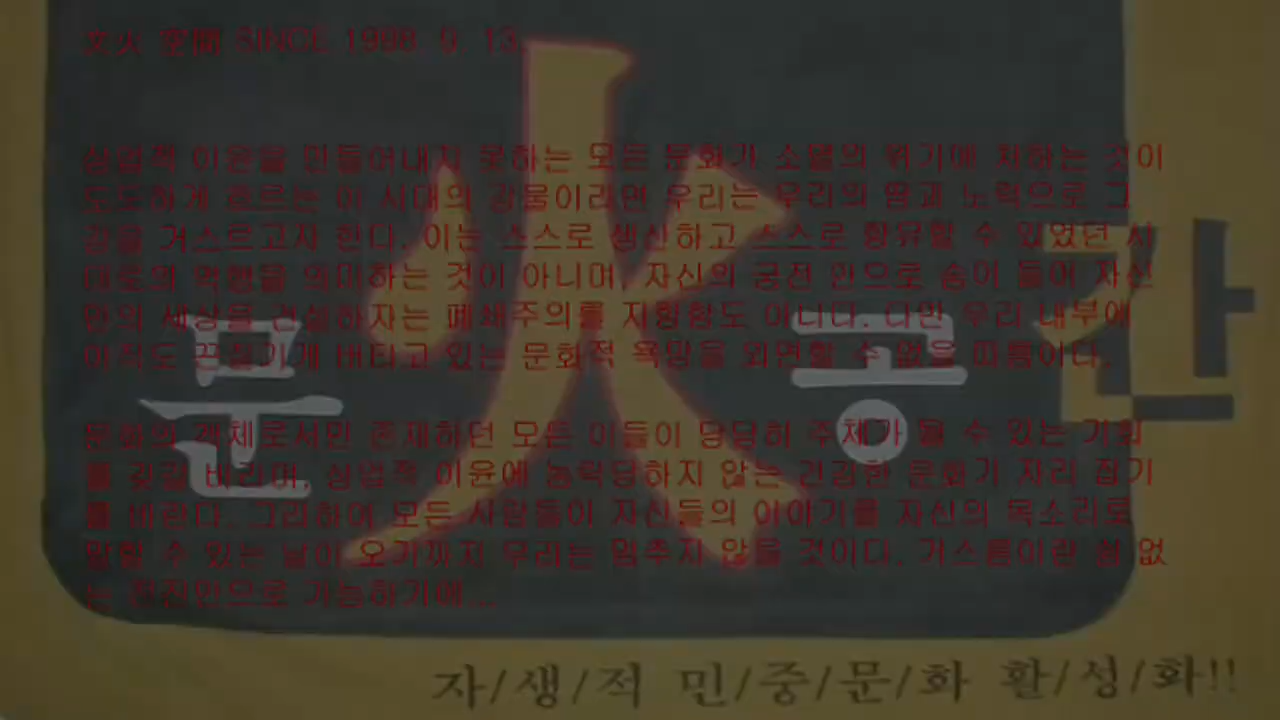 文火 空間 SINCE 1998. 9. 13
상업적 이윤을 만들어내지 못하는 모든 문화가 소멸의 위기에 처하는 것이
도도하게 흐르는 이 시대의 강물이라면 우리는 우리의 땀과 노력으로 그
강을 거스르고자 한다. 이는 스스로 생산하고 스스로 향유할 수 있었던 시
대로의 역행을 의미하는 것이 아니며, 자신의 궁전 안으로 숨어 들어 자신
만의 세상을 건설하자는 폐쇄주의를 지향함도 아니다. 다만 우리 내부에
아직도 끈질기게 버티고 있는 문화적 욕망을 외면할 수 없을 따름이다.
문화의 객체로서만 존재하던 모든 이들이 당당히 주체가 될 수 있는 기회
를 갖길 바라며, 상업적 이윤에 농락당하지 않는 건강한 문화가 자리 잡기
를 바란다. 그리하여 모든 사람들이 자신들의 이야기를 자신의 목소리로
말할 수 있는 날이 오기까지 우리는 멈추지 않을 것이다. 거스름이란 쉼 없
는 전진만으로 가능하기에...
문火공간
자/생/적 민/중/문/화 활/성/화!!